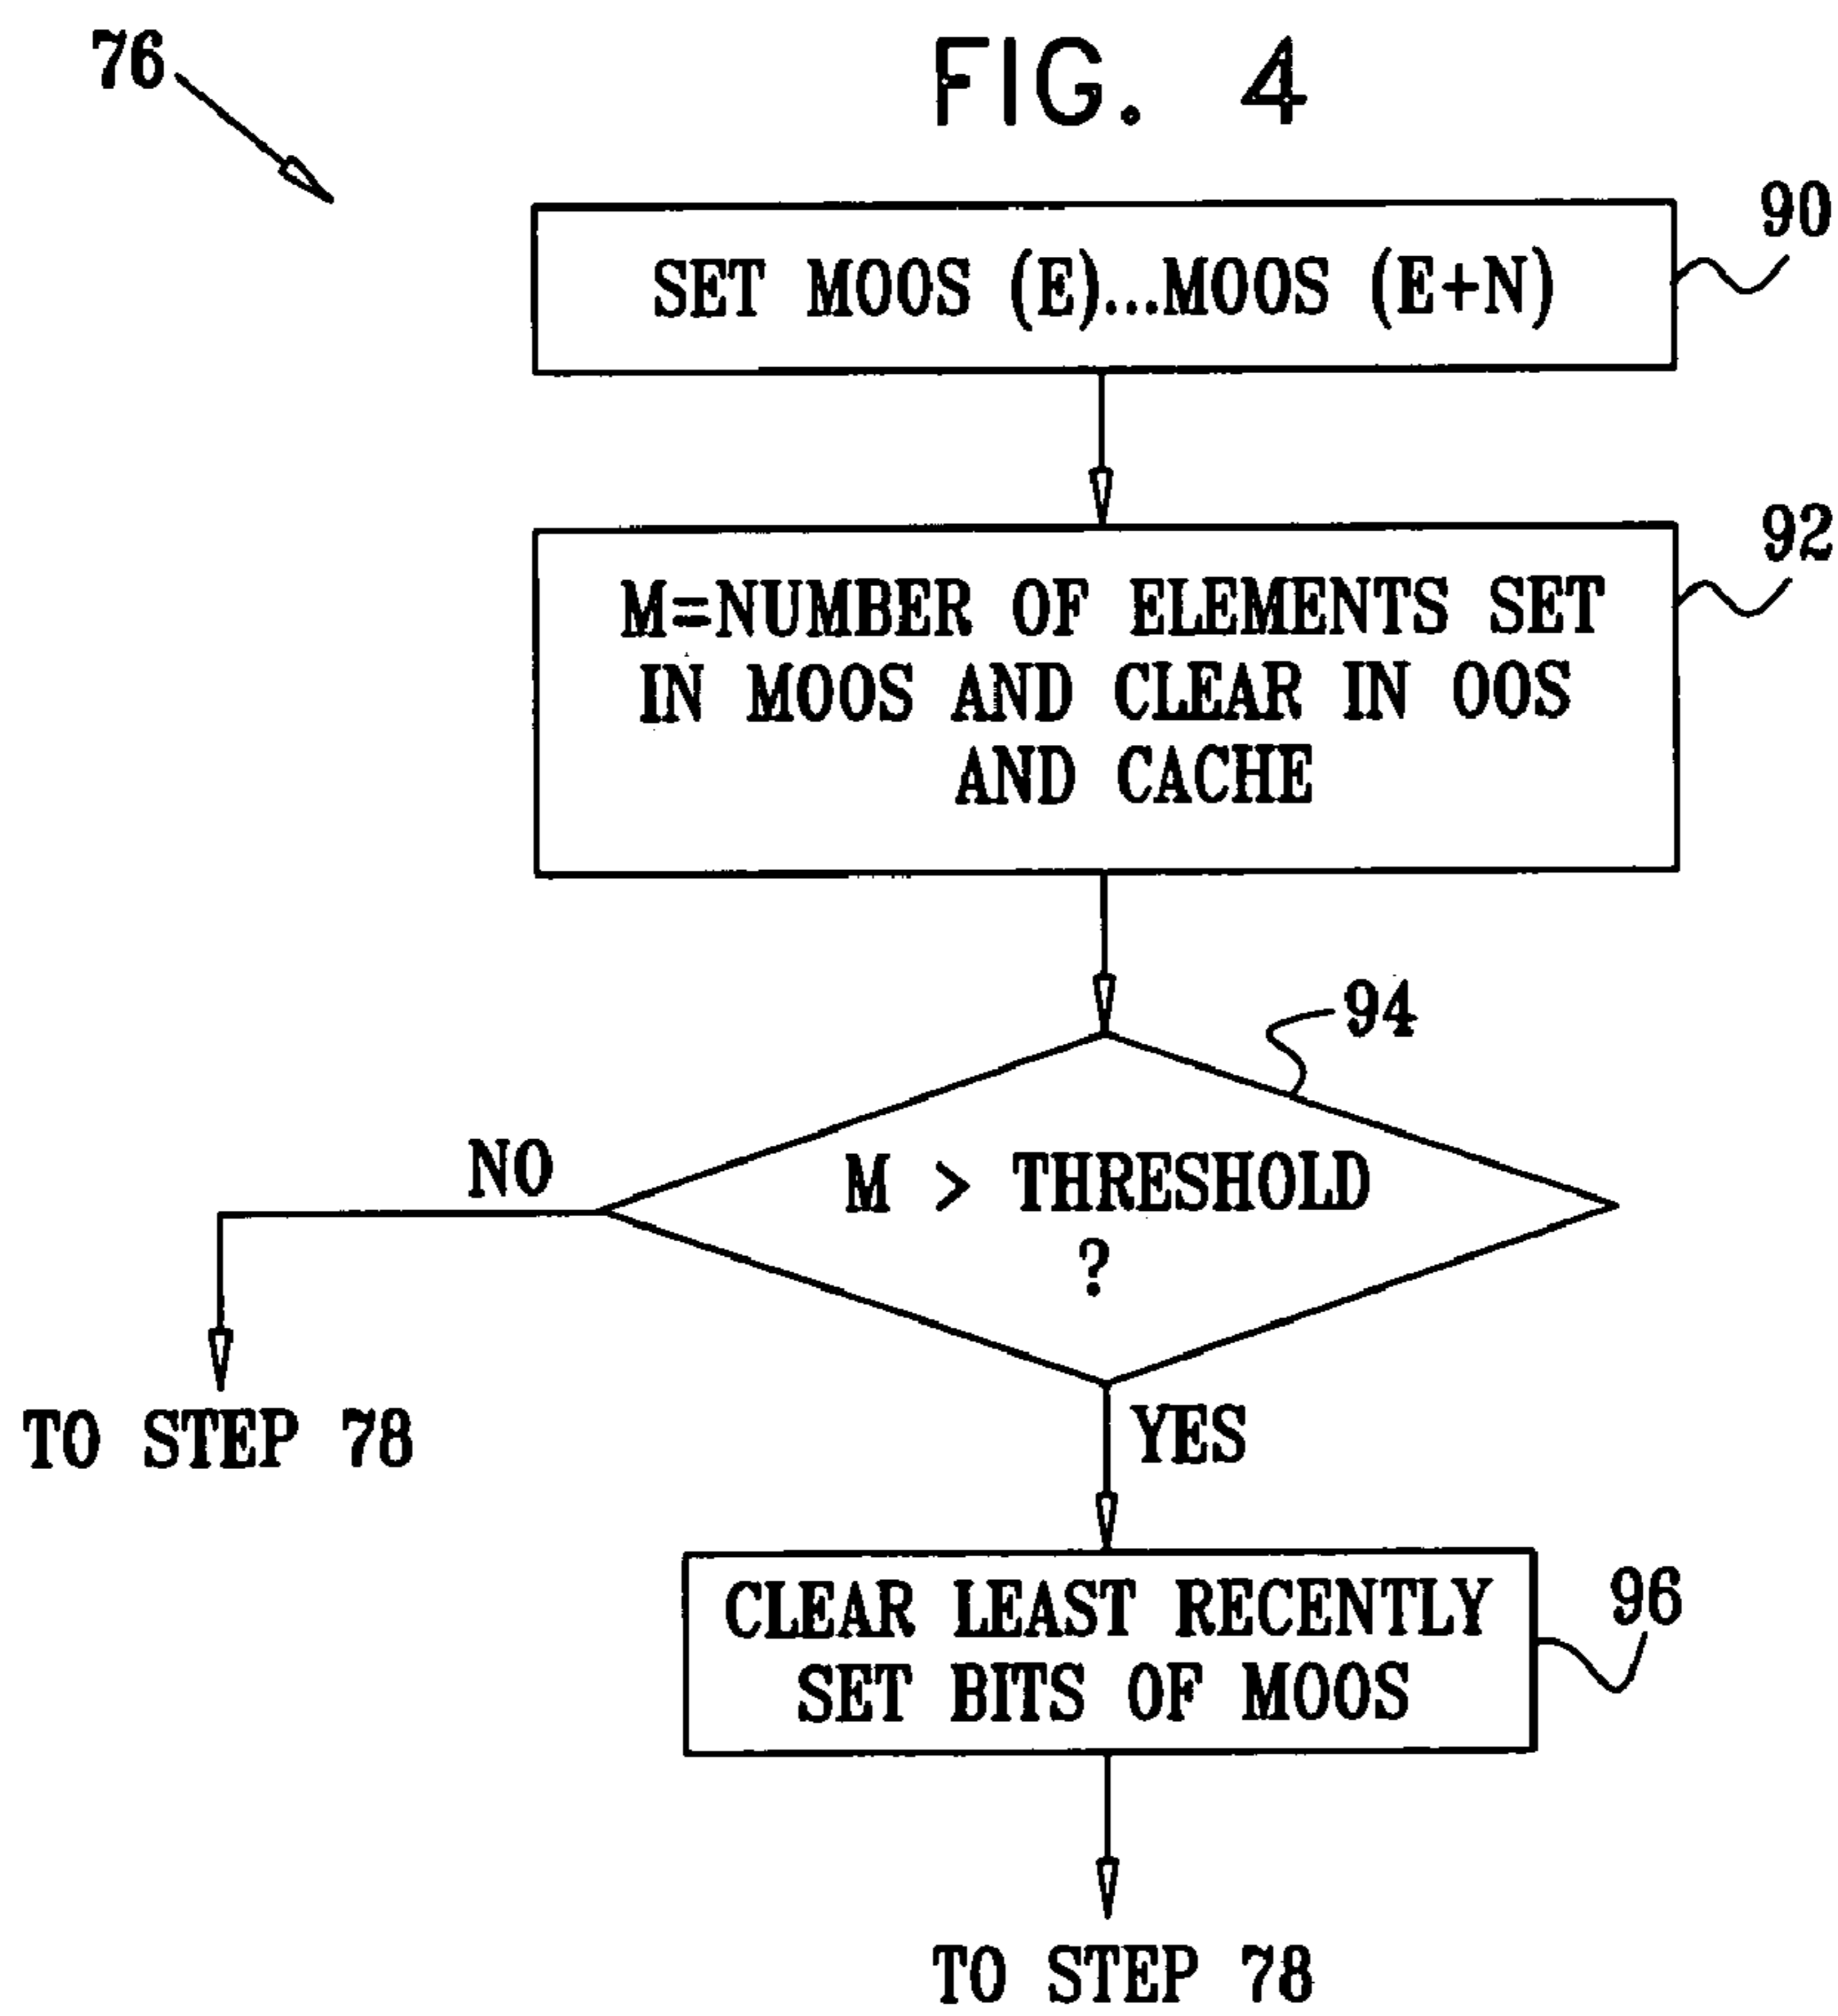 76
FIG. 4
90
SET MOOS (E)...MOOS (E+N)
92
M=NUMBER OF ELEMENTS SET
IN MOOS AND CLEAR IN OOS
AND CACHE
94
NO
M > THRESHOLD
?
TO STEP 78
YES
CLEAR LEAST RECENTLY
SET BITS OF MOOS
96
TO STEP 78